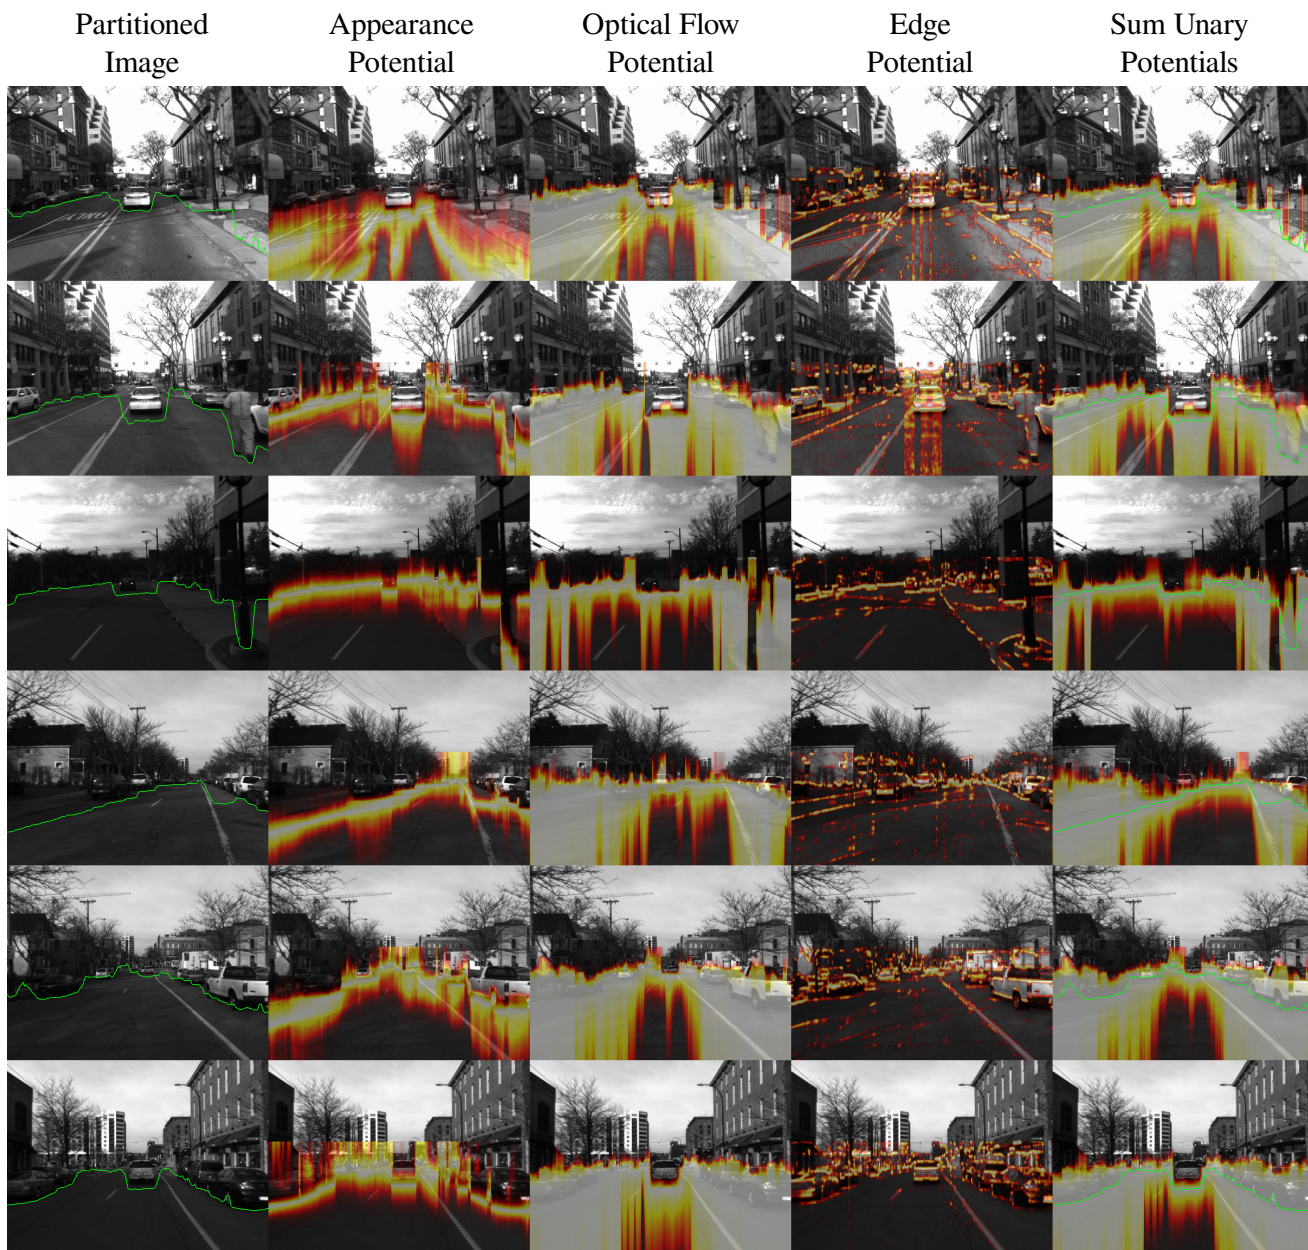 Partitioned
Image
Appearance
Potential
Optical Flow
Potential
Edge
Potential
Sum Unary
Potentials